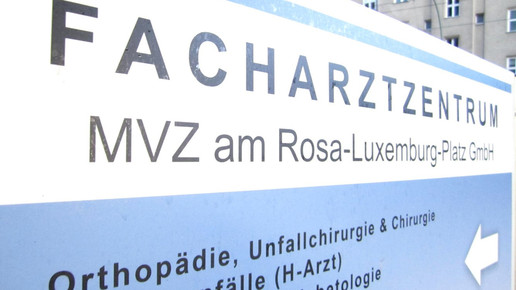 FACHARZTZENTRUM
MVZ am Rosa-Luxemburg-Platz GmbH
Orthopädie, Unfallchirurgie & Chirurgie
(H-Arzt)